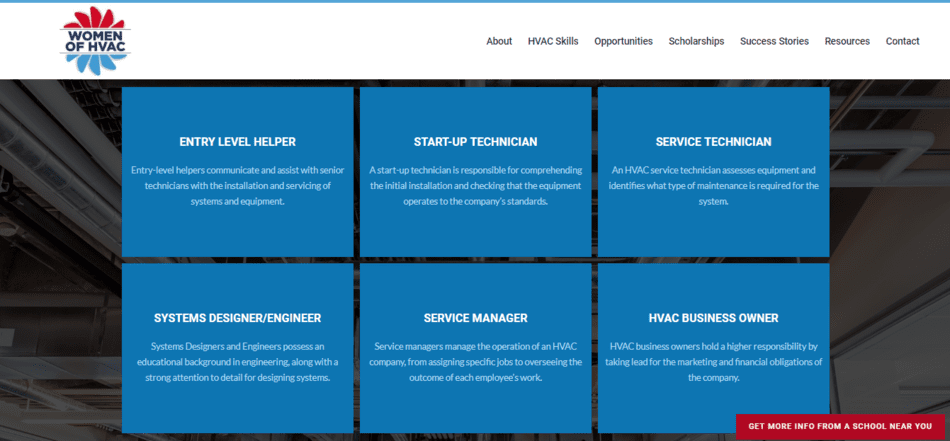 WOMEN
OF HVAC
About HVAC Skills Opportunities Scholarships Success Stories Resources Contact
ENTRY LEVEL HELPER
Entry-level helpers communicate and assist with senior
technicians with the installation and servicing of
systems and equipment.
START-UP TECHNICIAN
A start-up technician is responsible for comprehending
the initial installation and checking that the equipment
operates to the company's standards.
SERVICE TECHNICIAN
An HVAC service technician assesses equipment and
identifies what type of maintenance is required for the
system.
SYSTEMS DESIGNER/ENGINEER
Systems Designers and Engineers possess an
educational background in engineering, along with a
strong attention to detail for designing systems.
SERVICE MANAGER
Service managers manage the operation of an HVAC
company, from assigning specific jobs to overseeing the
outcome of each employee's work.
HVAC BUSINESS OWNER
HVAC business owners hold a higher responsibility by
taking lead for the marketing and financial obligations of
the company.
GET MORE INFO FROM A SCHOOL NEAR YOU